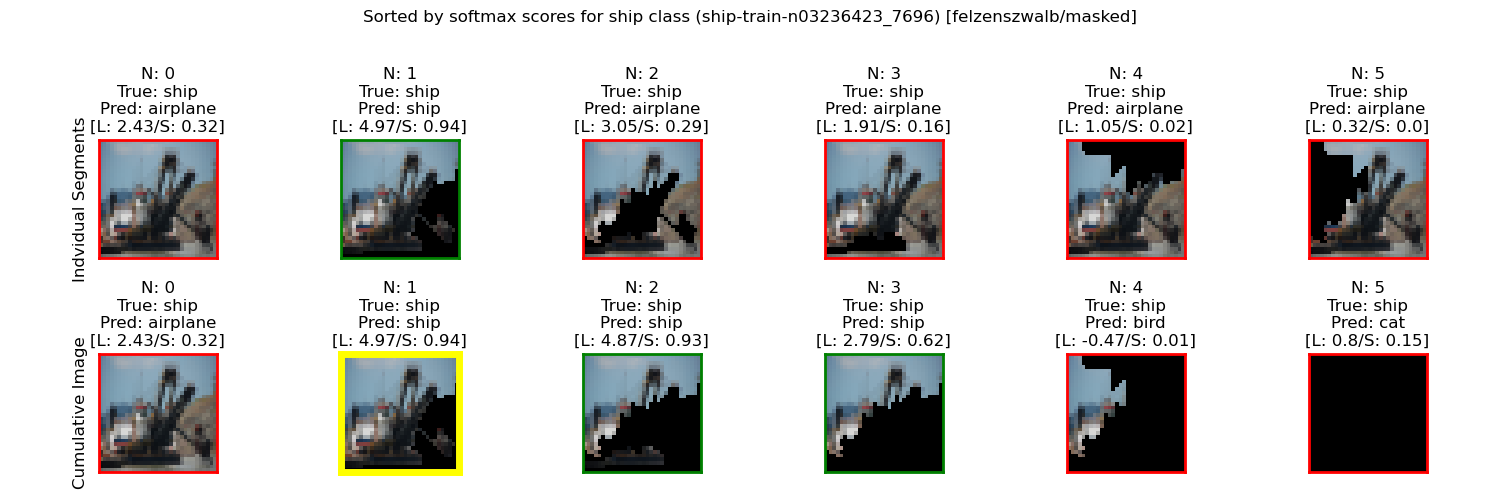 Sorted by softmax scores for ship class (ship-train-n03236423_7696) [felzenszwalb/masked]
Indvidual Segments
N: 0
True: ship
Pred: airplane
[L: 2.43/S: 0.32]
N: 1
True: ship
Pred: ship
[L: 4.97/S: 0.94]
N: 2
True: ship
Pred: airplane
[L: 3.05/S: 0.29]
N: 3
True: ship
Pred: airplane
[L: 1.91/S: 0.16]
N: 4
True: ship
Pred: airplane
[L: 1.05/S: 0.02]
N: 5
True: ship
Pred: airplane
[L: 0.32/S: 0.0]
Cumulative Image
N: 0
True: ship
Pred: airplane
[L: 2.43/S: 0.32]
N: 1
True: ship
Pred: ship
[L: 4.97/S: 0.94]
N: 2
True: ship
Pred: ship
[L: 4.87/S: 0.93]
N: 3
True: ship
Pred: ship
[L: 2.79/S: 0.62]
N: 4
True: ship
Pred: bird
[L: -0.47/S: 0.01]
N: 5
True: ship
Pred: cat
[L: 0.8/S: 0.15]